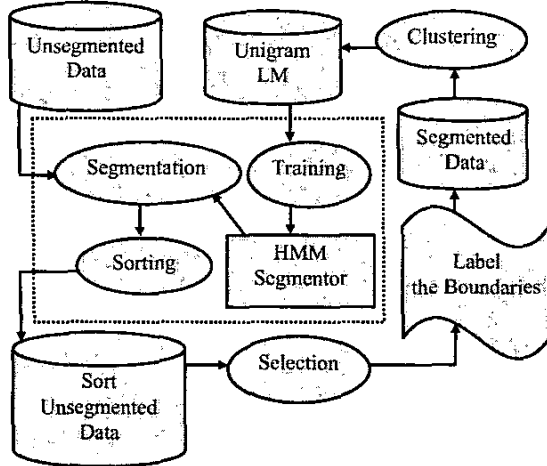 Unsegmented
Data
Unigram
LM
Clustering
Segmentation
Training
Segmented
Data
Sorting
HMM
Segmentor
Label
the Boundaries
Sort
Unsegmented
Data
Selection